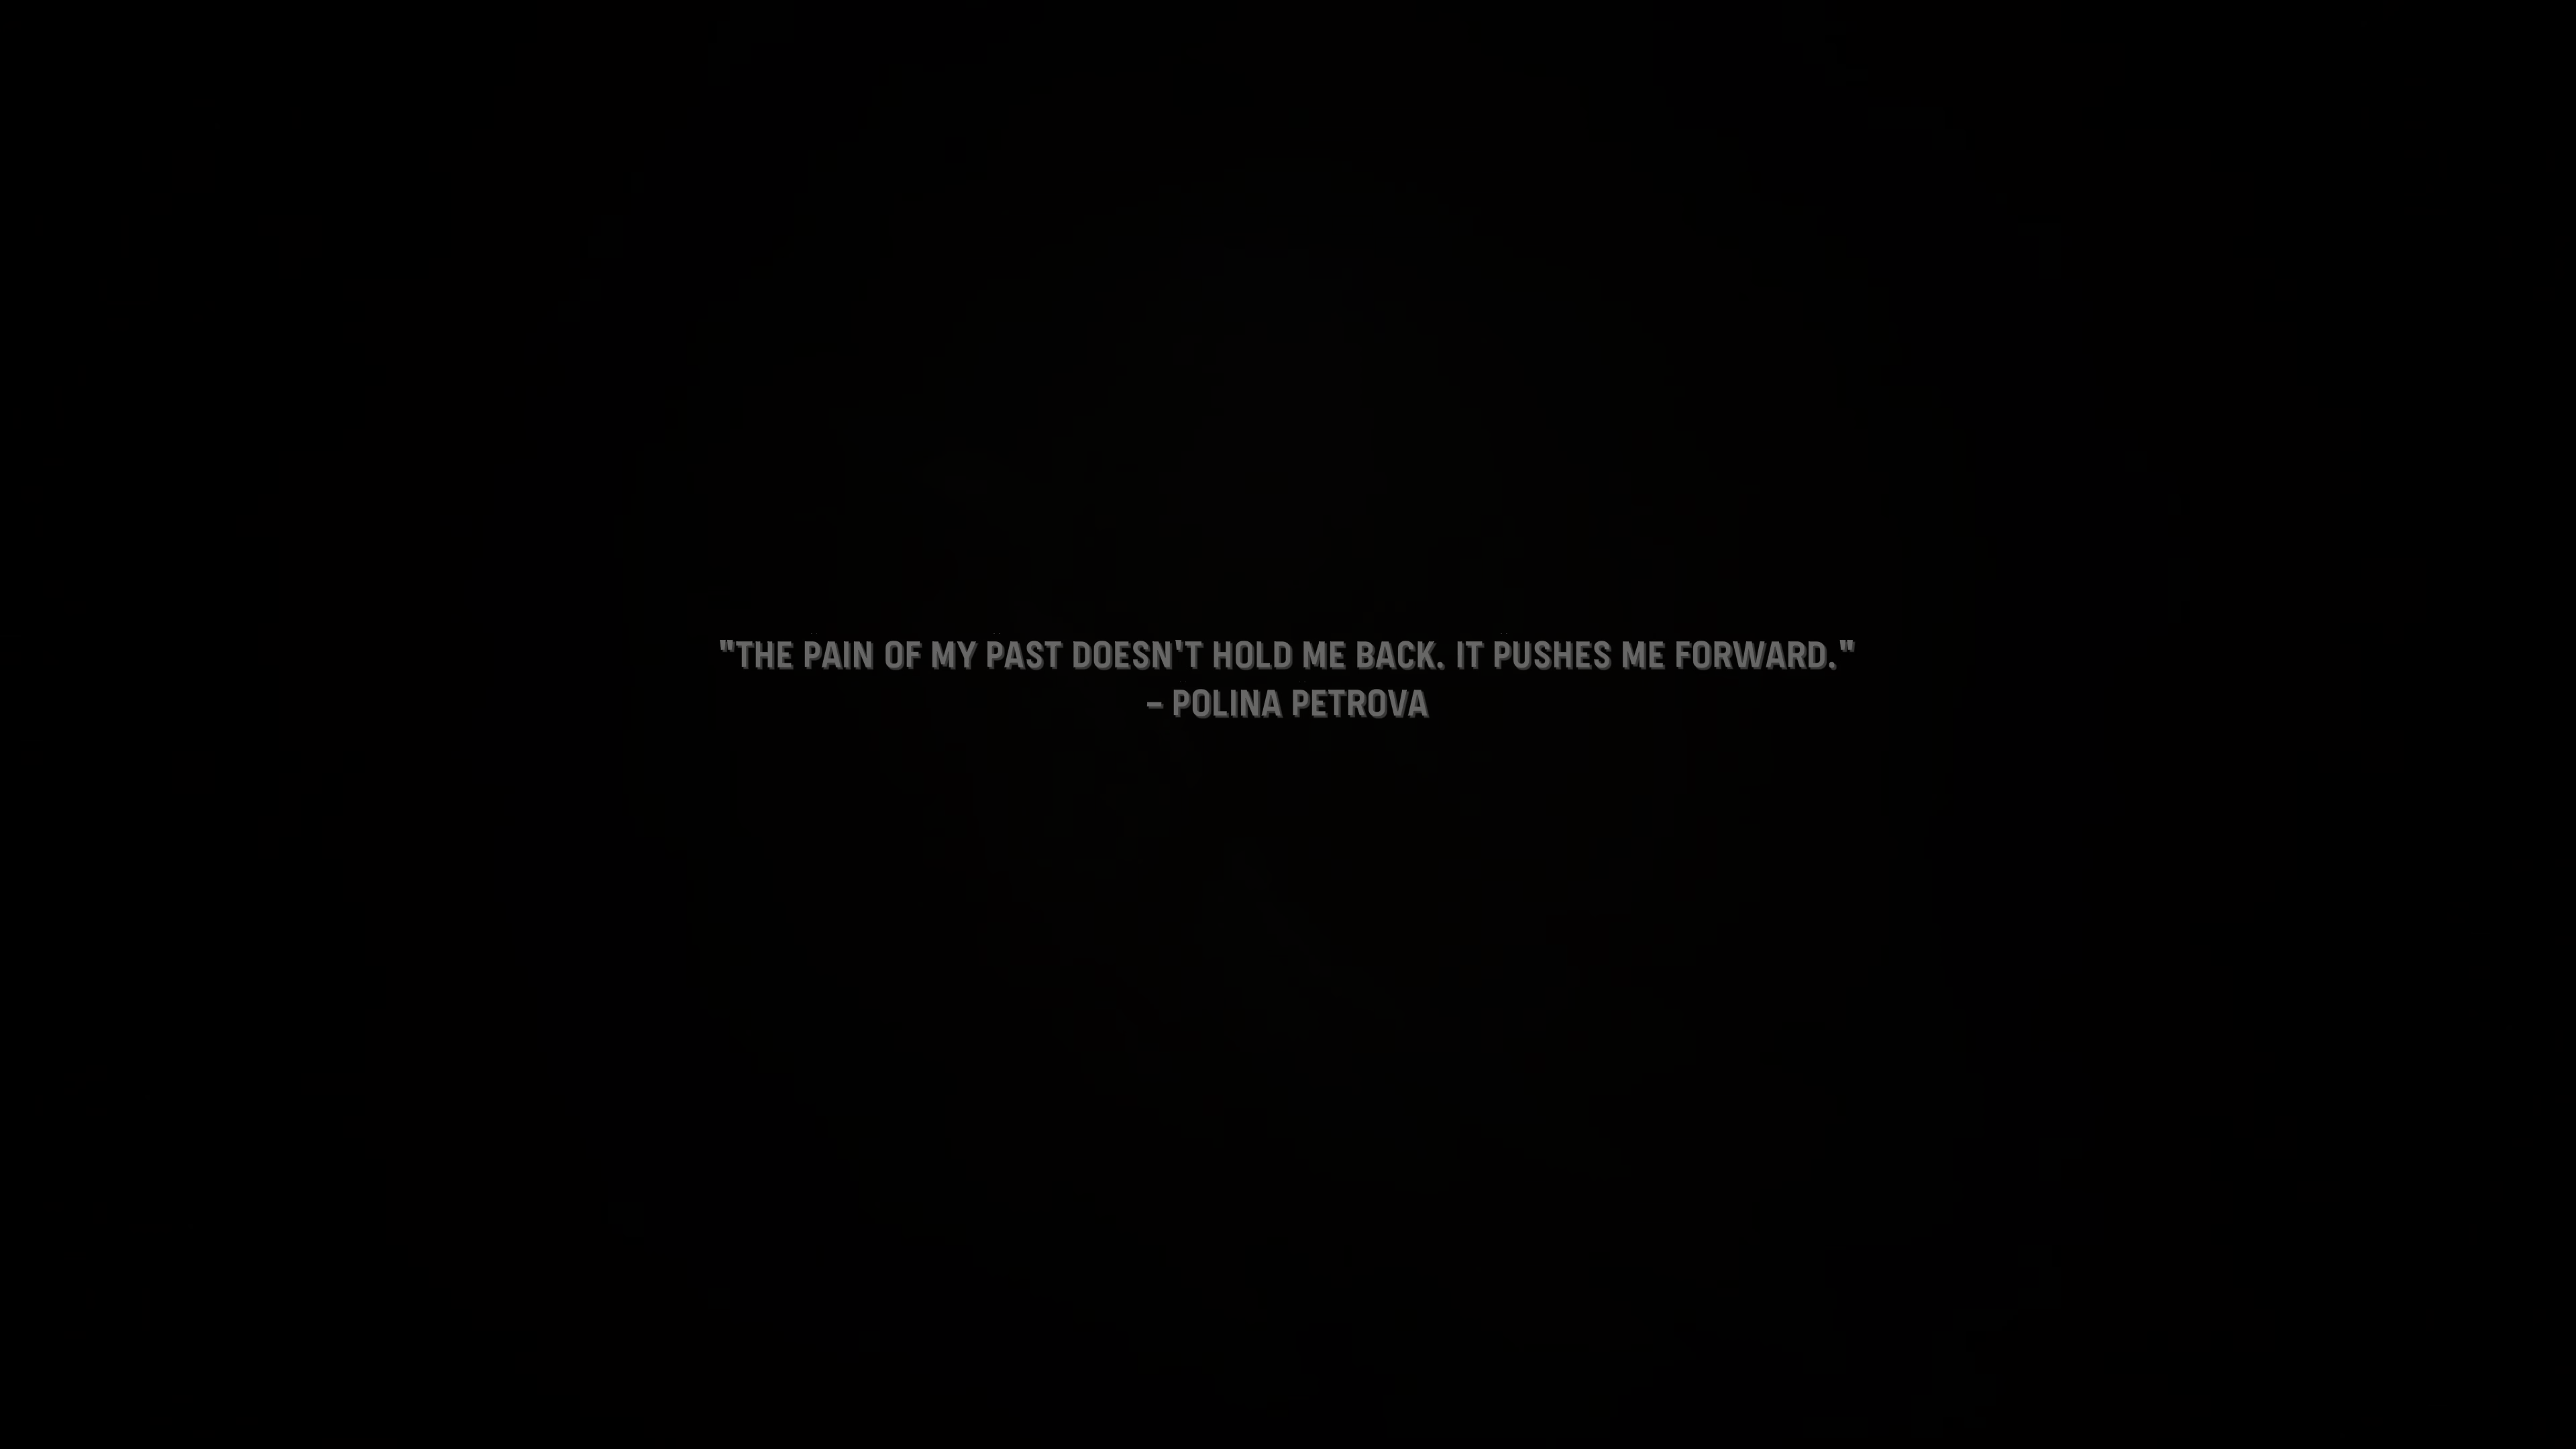 "THE PAIN OF MY PAST DOESN'T HOLD ME BACK. IT PUSHES ME FORWARD."
– POLINA PETROVA